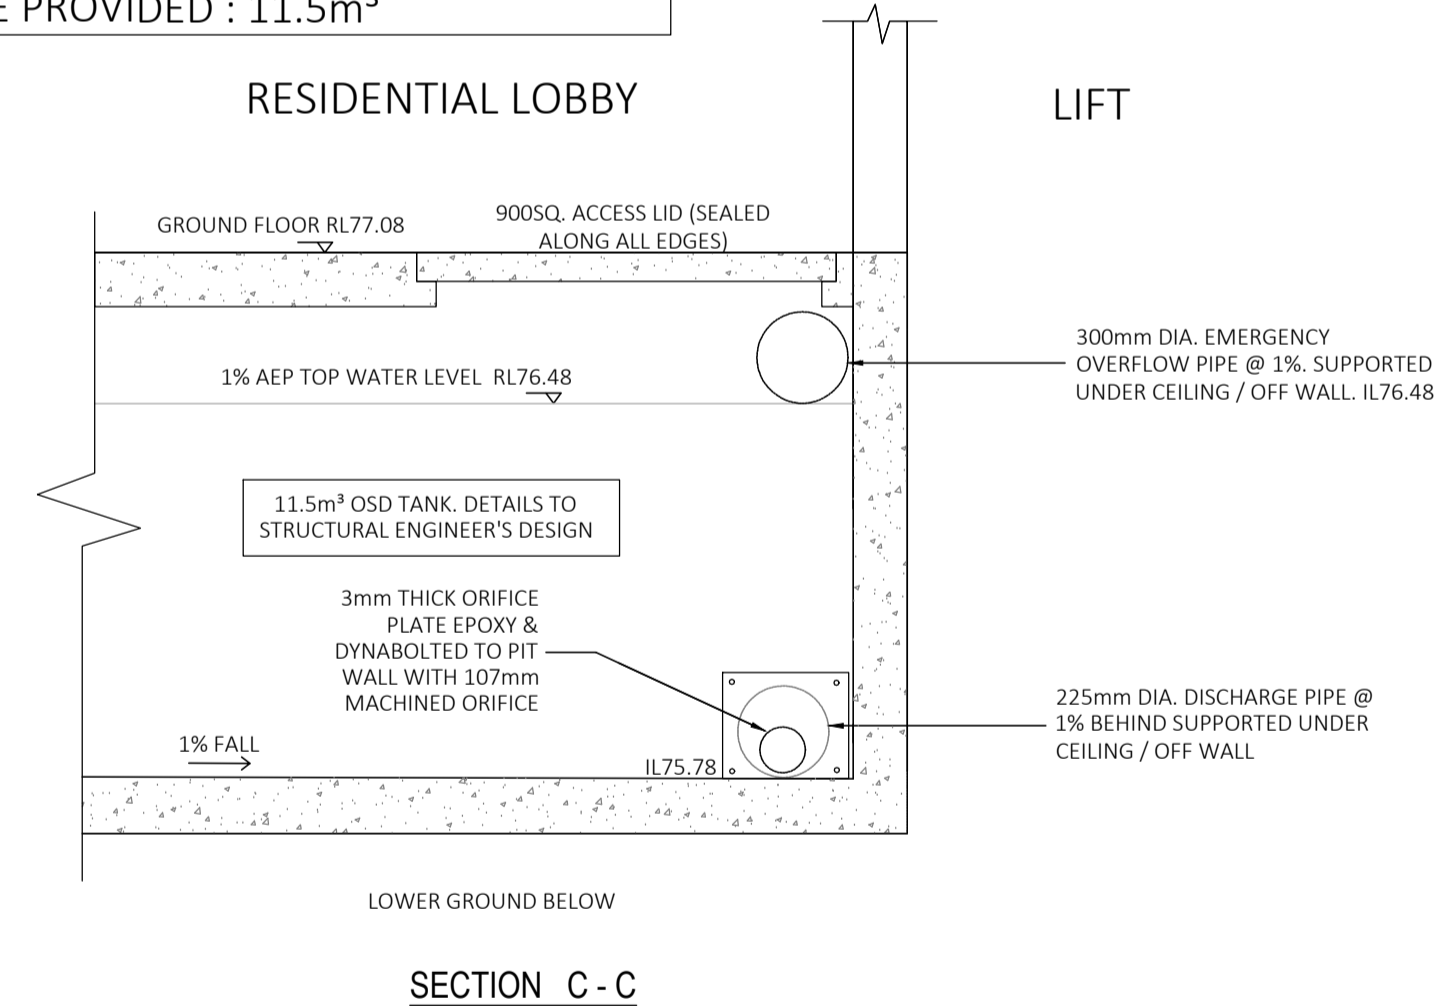 E PROVIDED : 11.5m³
RESIDENTIAL LOBBY
LIFT
GROUND FLOOR RL77.08
900SQ. ACCESS LID (SEALED
ALONG ALL EDGES)
300mm DIA. EMERGENCY
OVERFLOW PIPE @ 1%. SUPPORTED
UNDER CEILING / OFF WALL. IL76.48
1% AEP TOP WATER LEVEL RL76.48
11.5m³ OSD TANK. DETAILS TO
STRUCTURAL ENGINEER'S DESIGN
3mm THICK ORIFICE
PLATE EPOXY &
DYNABOLTED TO PIT
WALL WITH 107mm
MACHINED ORIFICE
225mm DIA. DISCHARGE PIPE @
1% BEHIND SUPPORTED UNDER
CEILING / OFF WALL
1% FALL
IL75.78
LOWER GROUND BELOW
SECTION C - C